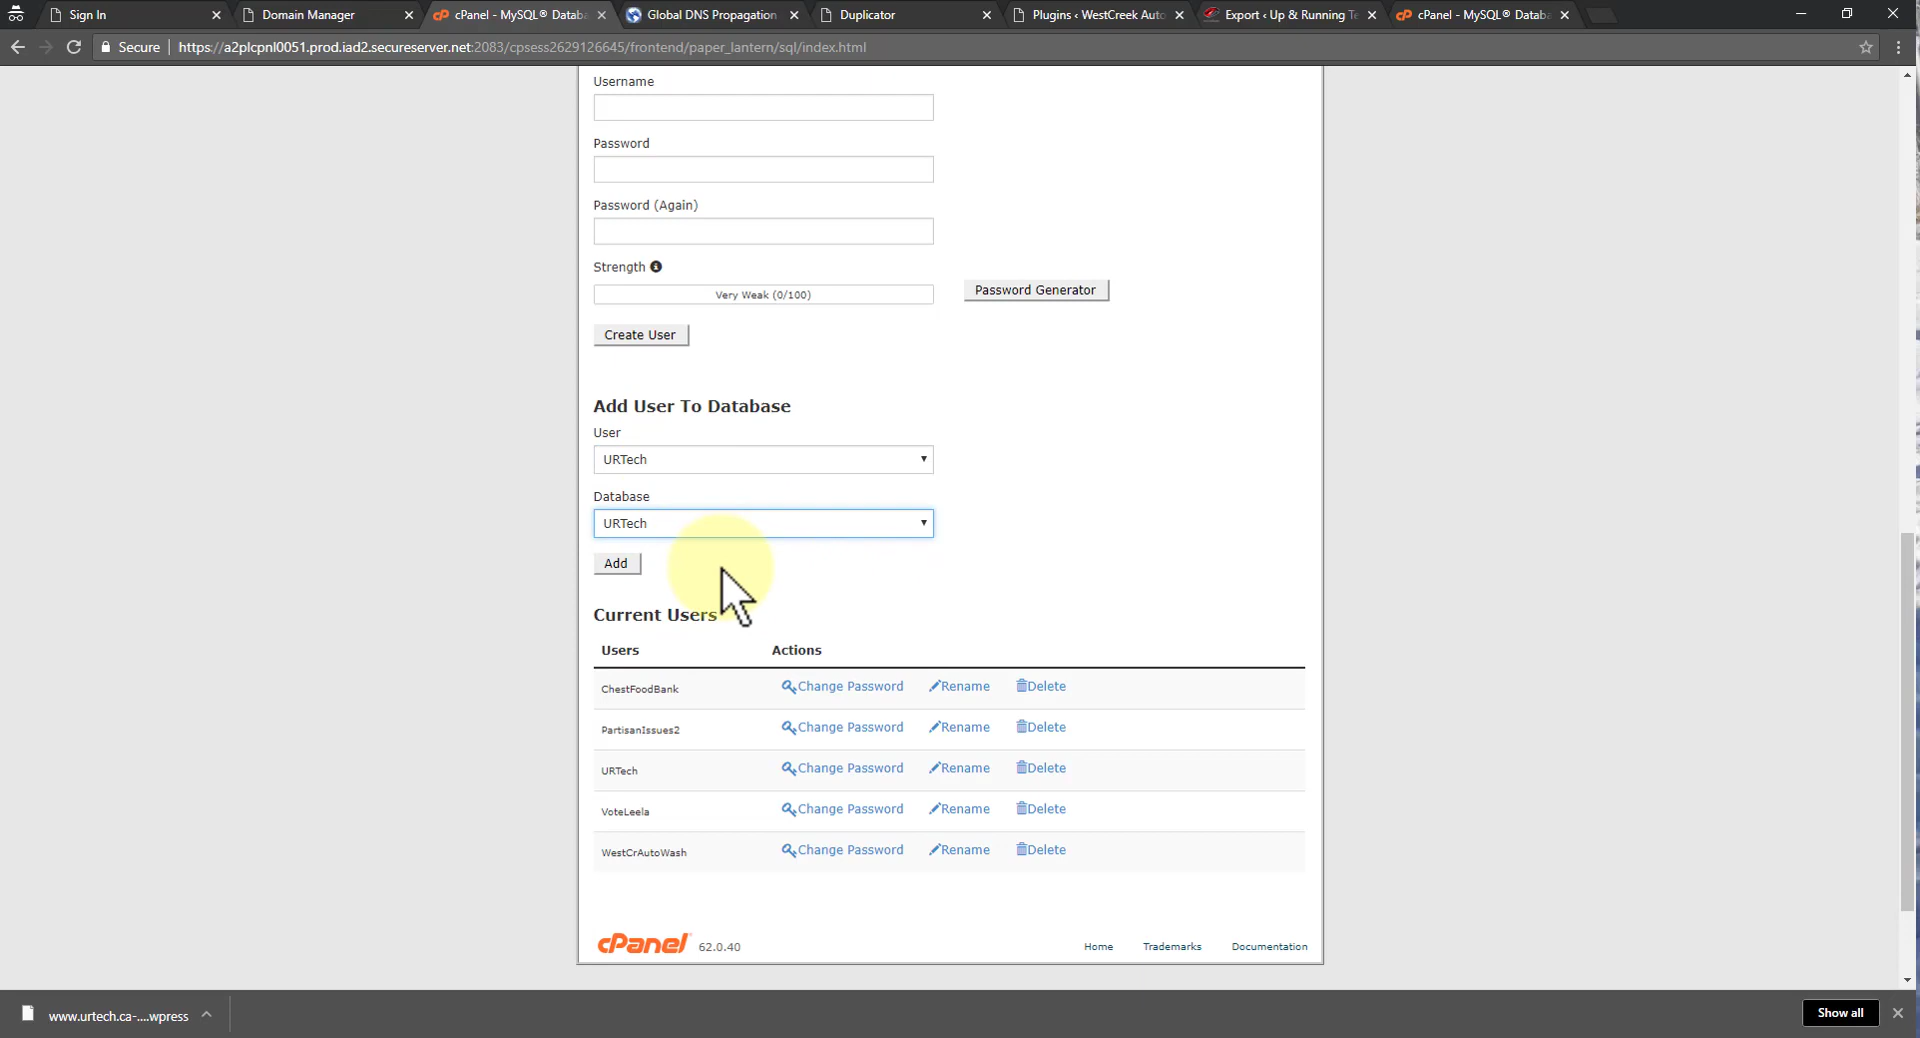 Sign In
Domain Manager
cPanel - MySQL® Databa
Global DNS Propagation
Duplicator
Plugins ‹ WestCreek Auto
Export ‹ Up & Running Te
cPanel - MySQL® Databa
Secure
https://a2plcpnl0051.prod.iad2.secureserver.net:2083/cpsess2629126645/frontend/paper_lantern/sql/index.html
Username
Password
Password (Again)
Strength
Very Weak (0/100)
Password Generator
Create User
Add User To Database
User
URTech
Database
URTech
Add
Current Users
Users Actions
ChestFoodBank Change Password Rename Delete
PartisanIssues2 Change Password Rename Delete
URTech Change Password Rename Delete
VoteLeela Change Password Rename Delete
WestCrAutoWash Change Password Rename Delete
cPanel® 62.0.40 Home Trademarks Documentation
www.urtech.ca-....wpress
Show all